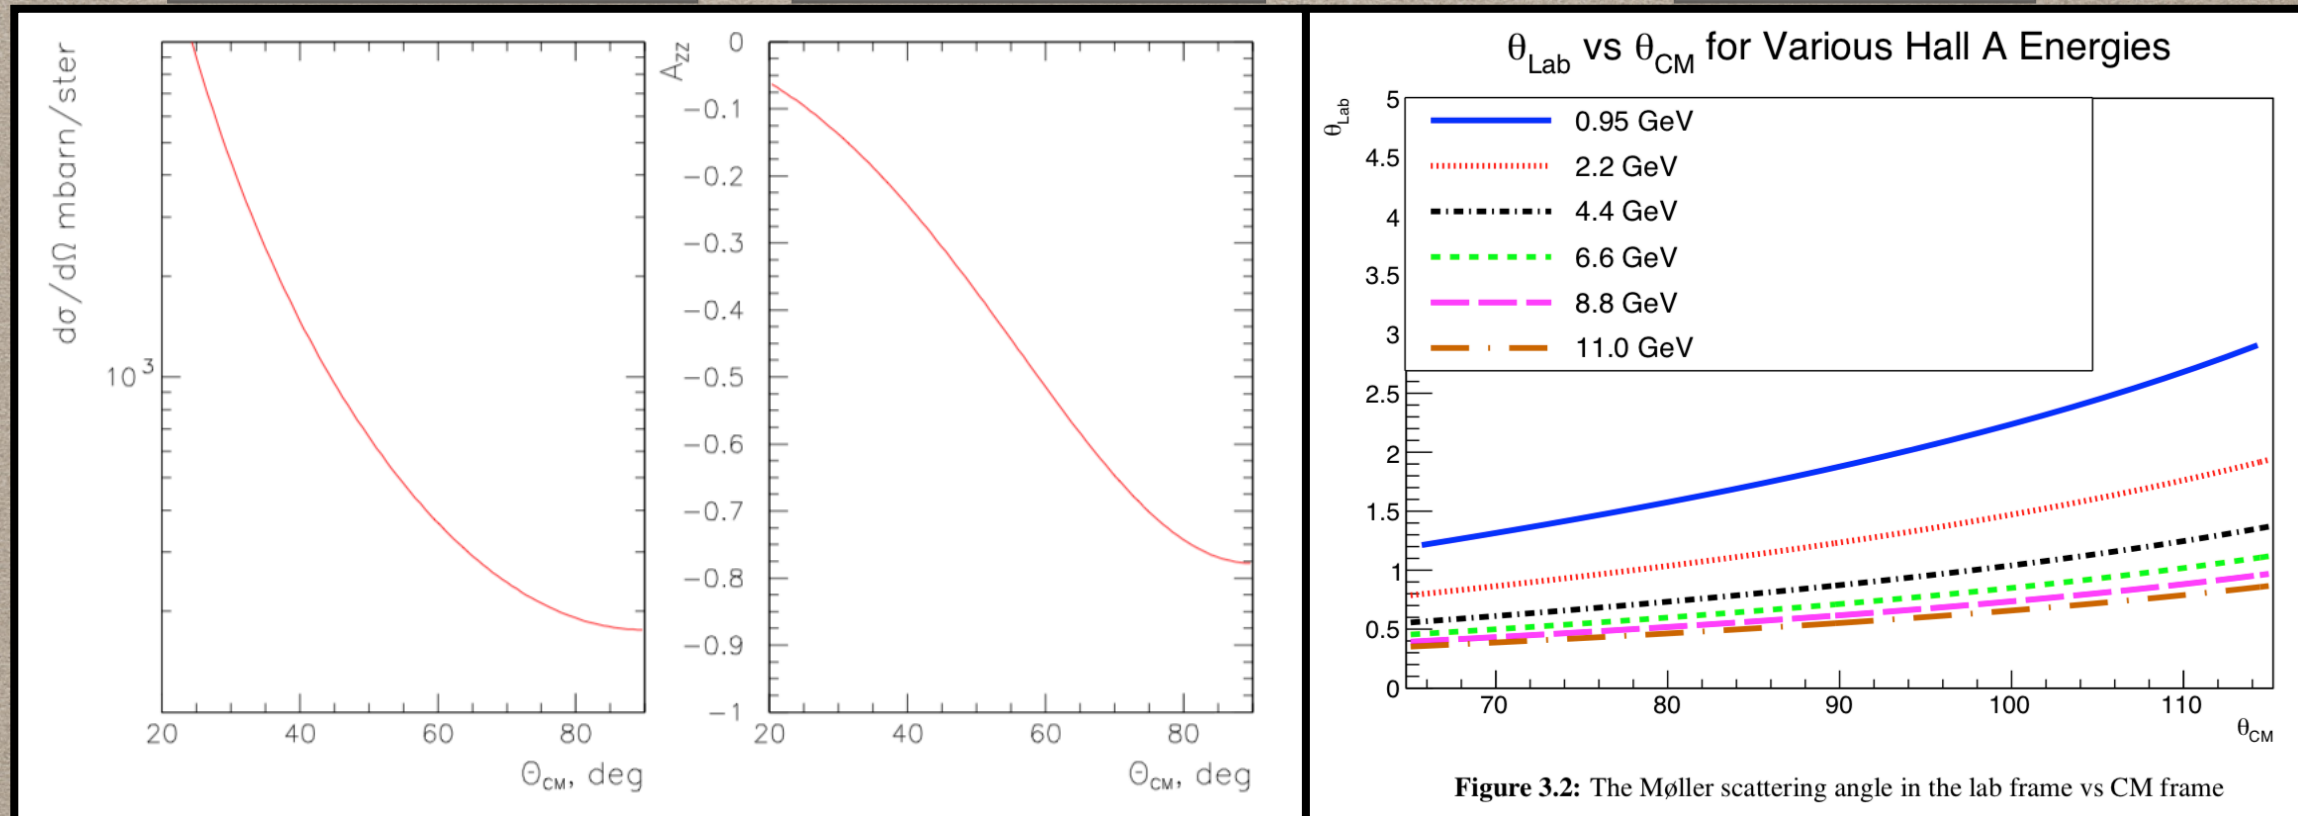 dσ/dΩ mbarn/ster
10³
20 40 60 80
Θ_CM, deg
A_ZZ
0
−0.1
−0.2
−0.3
−0.4
−0.5
−0.6
−0.7
−0.8
−0.9
−1
20 40 60 80
Θ_CM, deg
θ_Lab vs θ_CM for Various Hall A Energies
θ_Lab
5
4.5
4
3.5
3
2.5
2
1.5
1
0.5
0
0.95 GeV
2.2 GeV
4.4 GeV
6.6 GeV
8.8 GeV
11.0 GeV
70 80 90 100 110
θ_CM
Figure 3.2: The Møller scattering angle in the lab frame vs CM frame